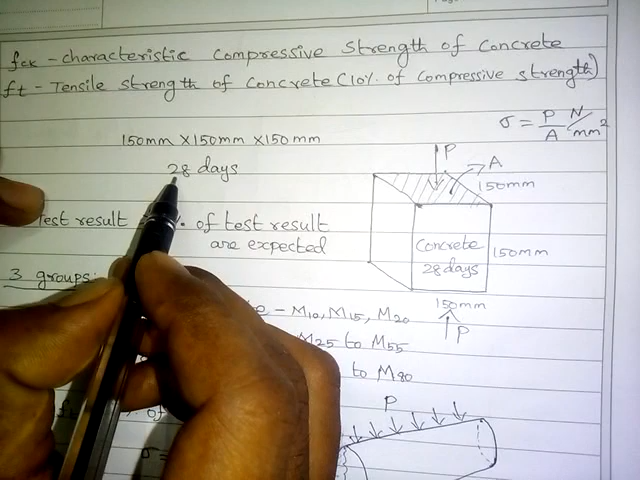 fck - characteristic compressive strength of concrete
ft - Tensile strength of concrete (10% of compressive strength)
σ = P/A N/mm²
150mm × 150mm × 150mm
28 days
P
A
150mm
Test result % of test result
are expected
Concrete
28 days
150mm
3 groups:
150mm
P
- M10, M15, M20
M25 to M55
to M80
% of
P
σ =